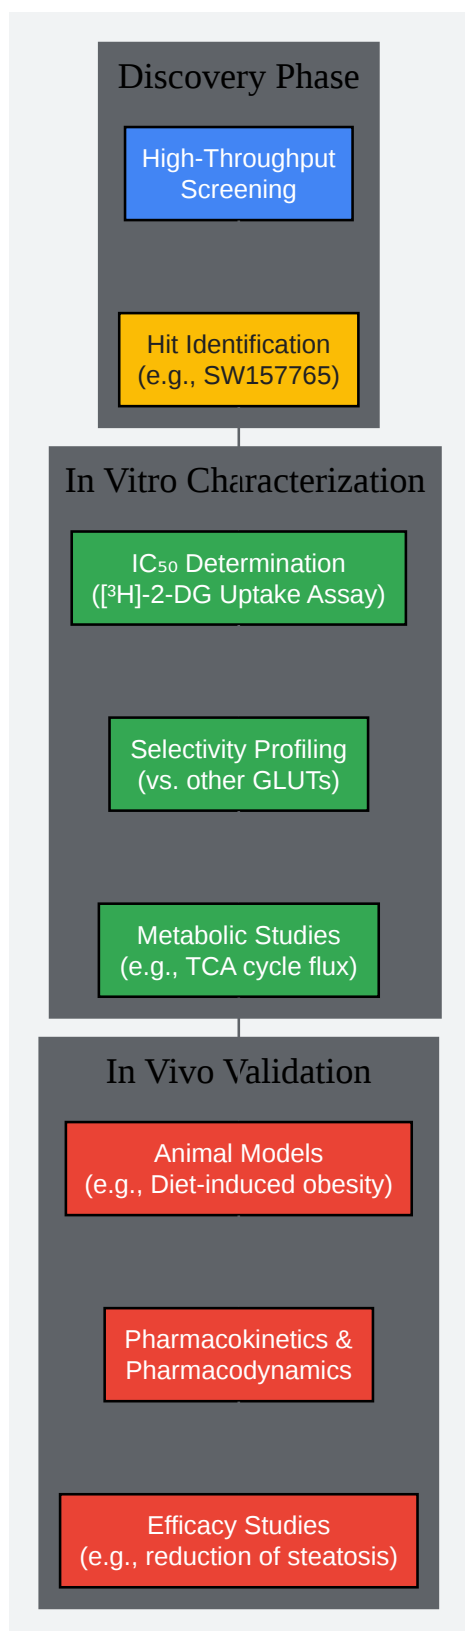 Discovery Phase
High-Throughput
Screening
Hit Identification
(e.g., SW157765)
In Vitro Characterization
IC₅₀ Determination
([³H]-2-DG Uptake Assay)
Selectivity Profiling
(vs. other GLUTs)
Metabolic Studies
(e.g., TCA cycle flux)
In Vivo Validation
Animal Models
(e.g., Diet-induced obesity)
Pharmacokinetics &
Pharmacodynamics
Efficacy Studies
(e.g., reduction of steatosis)